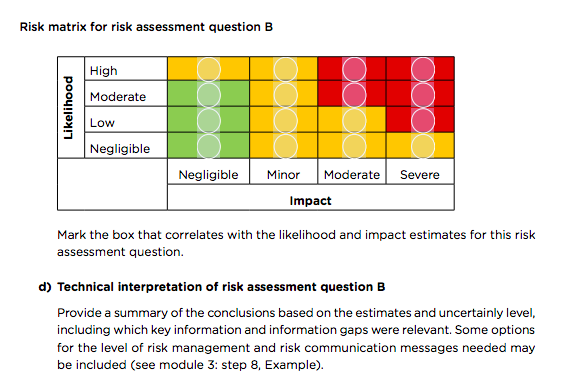 Risk matrix for risk assessment question B
Likelihood
High
Moderate
Low
Negligible
Negligible Minor Moderate Severe
Impact
Mark the box that correlates with the likelihood and impact estimates for this risk
assessment question.
d) Technical interpretation of risk assessment question B
Provide a summary of the conclusions based on the estimates and uncertainly level,
including which key information and information gaps were relevant. Some options
for the level of risk management and risk communication messages needed may
be included (see module 3: step 8, Example).